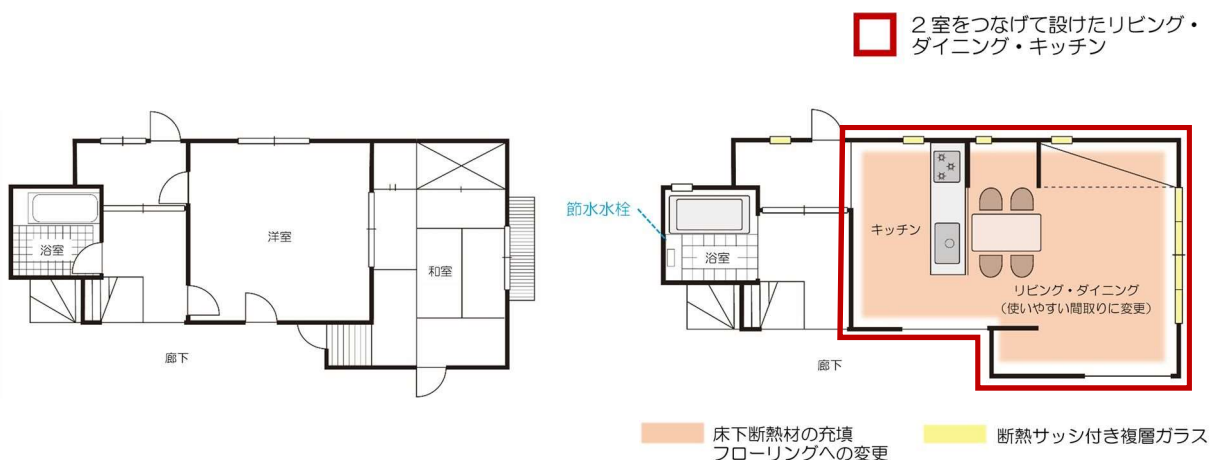 2室をつなげて設けたリビング・
ダイニング・キッチン
浴室
洋室
和室
廊下
節水水栓
浴室
キッチン
リビング・ダイニング
(使いやすい間取りに変更)
廊下
床下断熱材の充填
フローリングへの変更
断熱サッシ付き複層ガラス